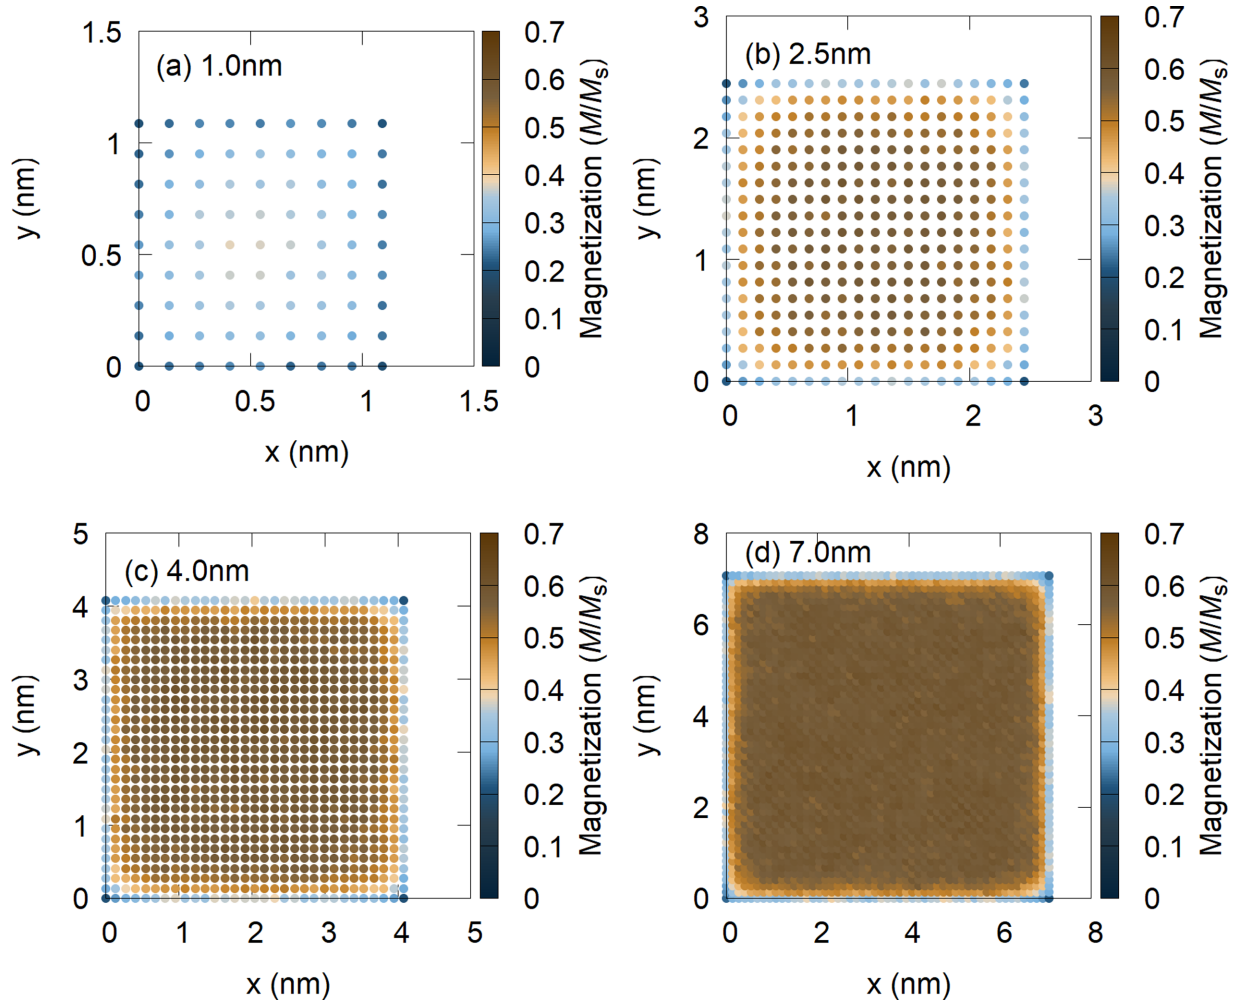 (a) 1.0nm
y (nm)
1.5
1
0.5
0
0 0.5 1 1.5
x (nm)
0.7
0.6
0.5
0.4
0.3
0.2
0.1
0
Magnetization (M/Ms)
(b) 2.5nm
y (nm)
3
2
1
0
0 1 2 3
x (nm)
0.7
0.6
0.5
0.4
0.3
0.2
0.1
0
Magnetization (M/Ms)
(c) 4.0nm
y (nm)
5
4
3
2
1
0
0 1 2 3 4 5
x (nm)
0.7
0.6
0.5
0.4
0.3
0.2
0.1
0
Magnetization (M/Ms)
(d) 7.0nm
y (nm)
8
6
4
2
0
0 2 4 6 8
x (nm)
0.7
0.6
0.5
0.4
0.3
0.2
0.1
0
Magnetization (M/Ms)